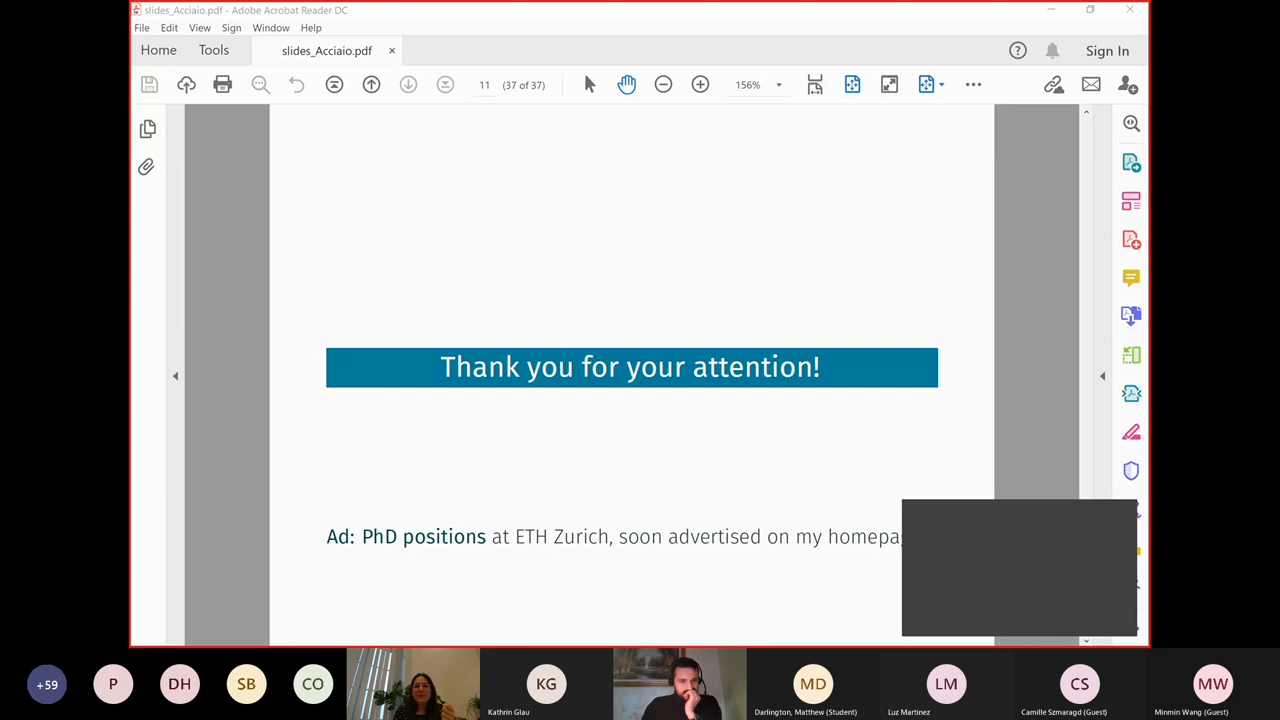 slides_Acciaio.pdf - Adobe Acrobat Reader DC
File Edit View Sign Window Help
Home Tools slides_Acciaio.pdf × Sign In
11 (37 of 37) 156%
Thank you for your attention!
Ad: PhD positions at ETH Zurich, soon advertised on my
+59 P DH SB CO KG MD LM CS MW
Kathrin Glau Darlington, Matthew (Student) Luz Martinez Camille Szmaragd (Guest) Minmin Wang (Guest)